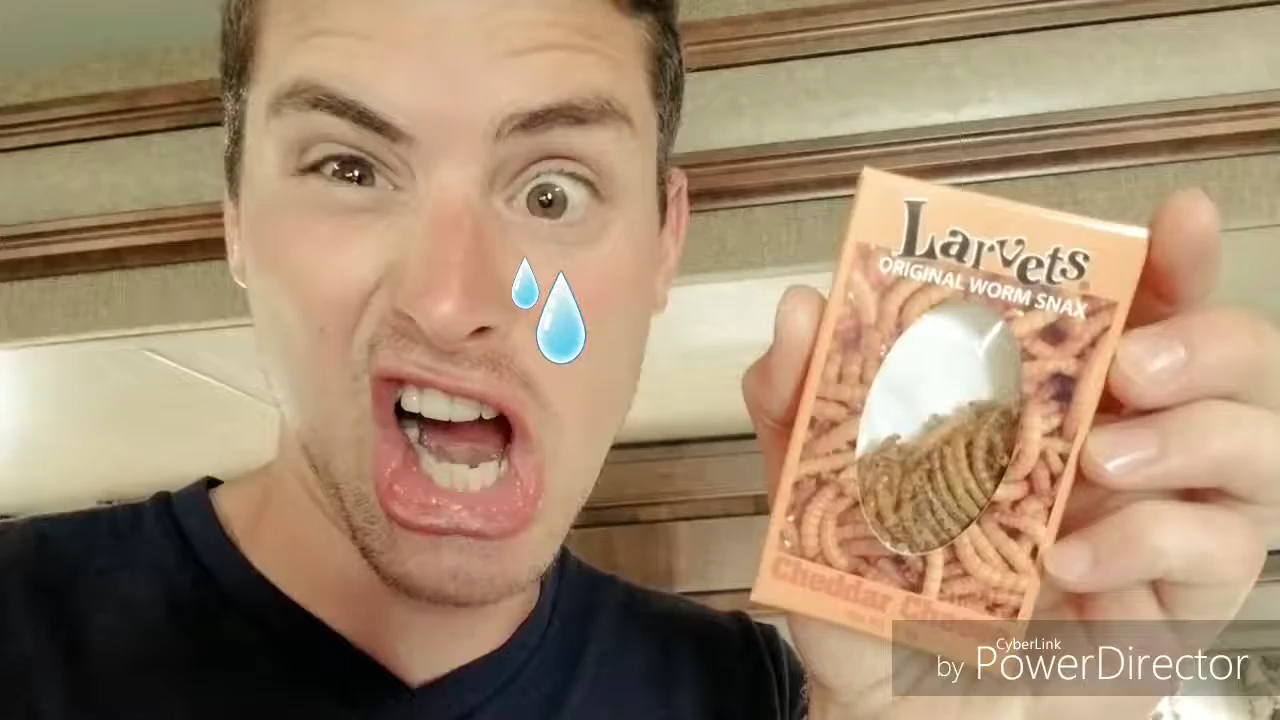 Larvets
ORIGINAL WORM SNAX
Cheddar Cheese
CyberLink
by PowerDirector